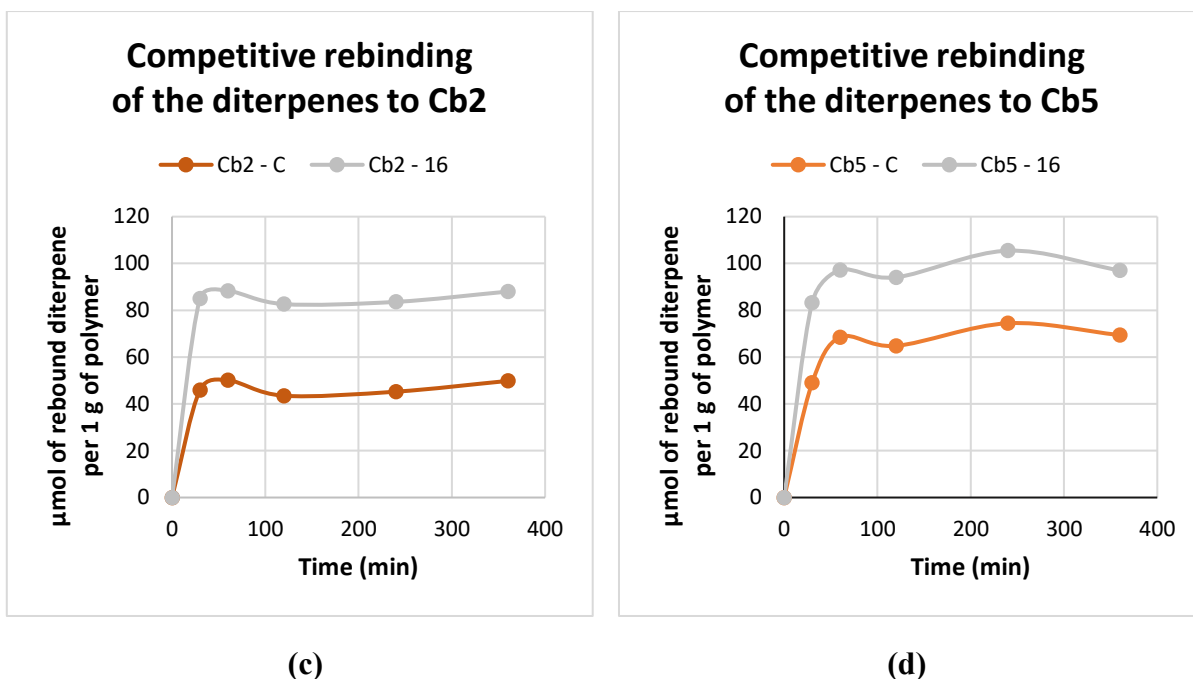 Competitive rebinding
of the diterpenes to Cb2
Cb2 - C
Cb2 - 16
µmol of rebound diterpene
per 1 g of polymer
120
100
80
60
40
20
0
0
100
200
300
400
Time (min)
(c)
Competitive rebinding
of the diterpenes to Cb5
Cb5 - C
Cb5 - 16
µmol of rebound diterpene
per 1 g of polymer
120
100
80
60
40
20
0
0
100
200
300
400
Time (min)
(d)